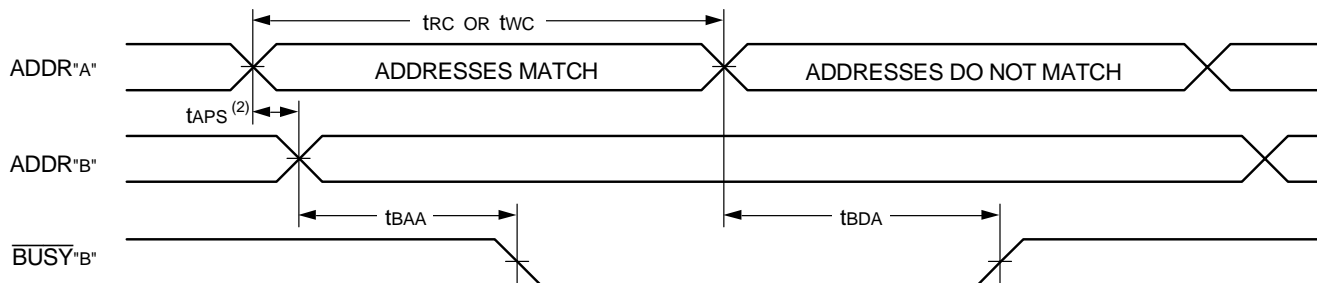 tRC OR tWC
ADDR"A"
ADDRESSES MATCH
ADDRESSES DO NOT MATCH
tAPS (2)
ADDR"B"
tBAA
tBDA
BUSY"B"